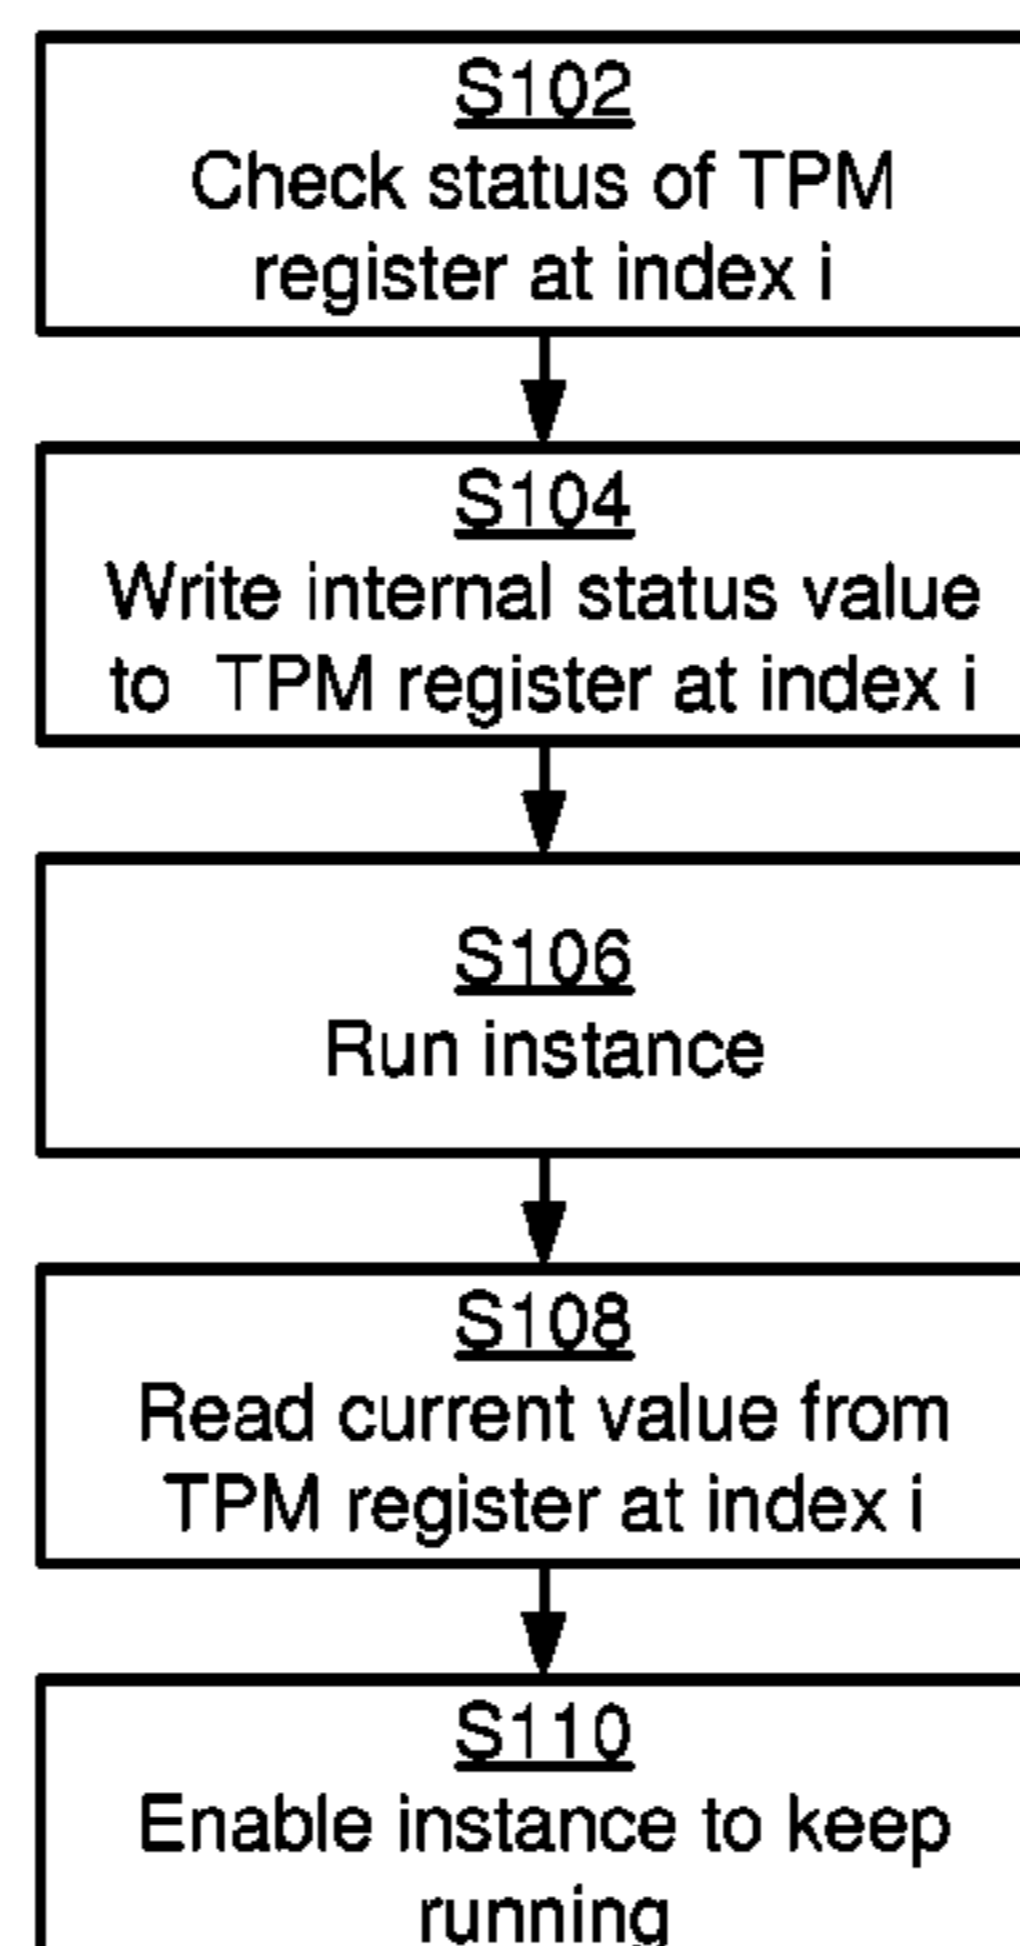 S102
Check status of TPM
register at index i
S104
Write internal status value
to TPM register at index i
S106
Run instance
S108
Read current value from
TPM register at index i
S110
Enable instance to keep
running